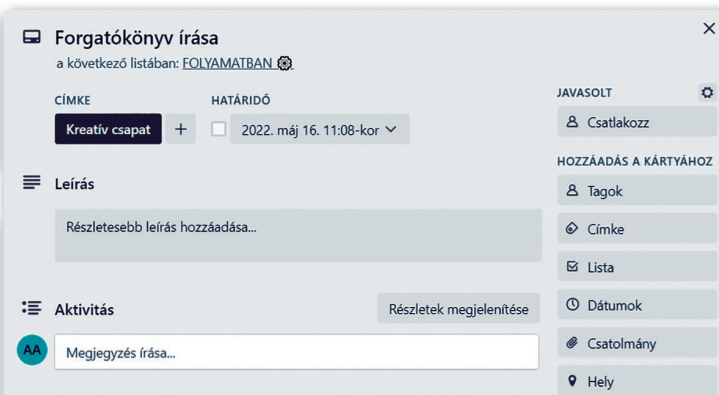 Forgatókönyv írása
a következő listában: FOLYAMATBAN
CÍMKE
HATÁRIDŐ
Kreatív csapat
+
2022. máj 16. 11:08-kor
Leírás
Részletesebb leírás hozzáadása...
Aktivitás
Részletek megjelenítése
AA
Megjegyzés írása...
JAVASOLT
Csatlakozz
HOZZÁADÁS A KÁRTYÁHOZ
Tagok
Címke
Lista
Dátumok
Csatolmány
Hely